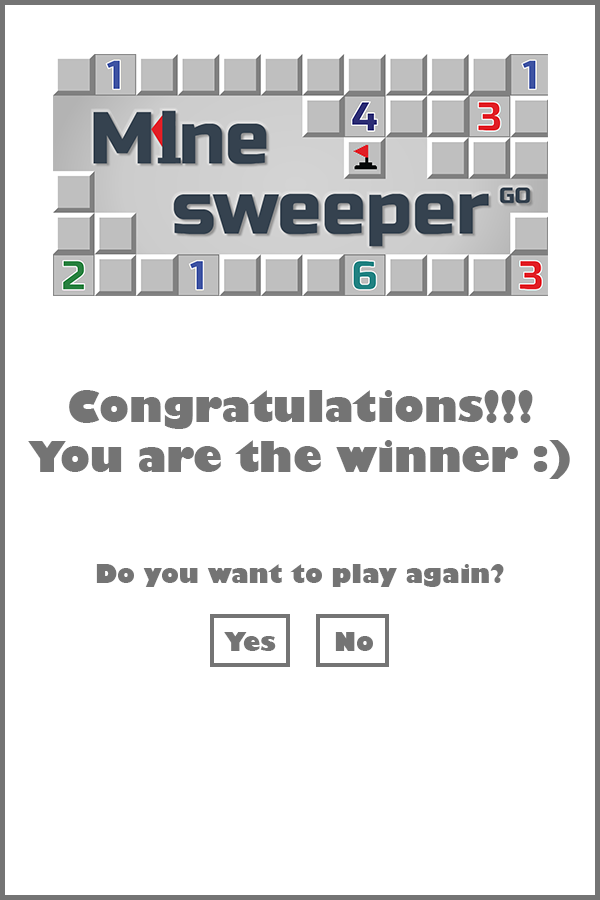 1 1
4 3
Mine
sweeper GO
2 1 6 3
Congratulations!!!
You are the winner :)
Do you want to play again?
Yes No